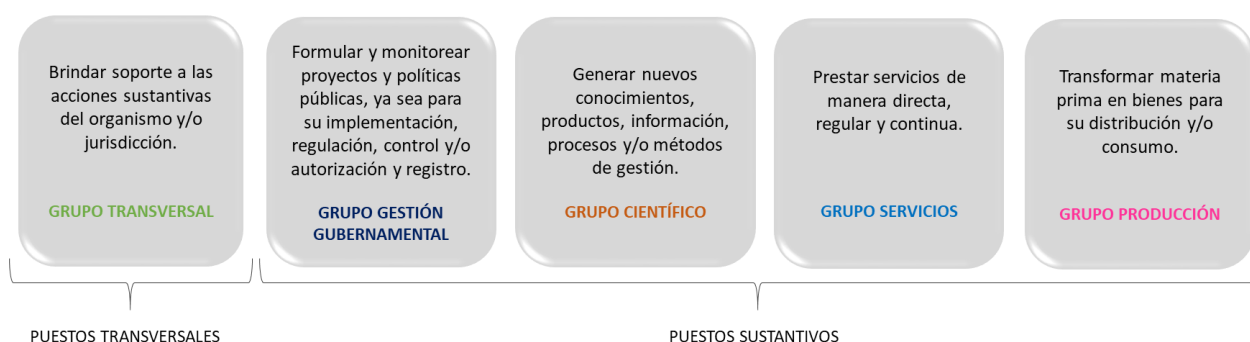 Brindar soporte a las
acciones sustantivas
del organismo y/o
jurisdicción.
GRUPO TRANSVERSAL
Formular y monitorear
proyectos y políticas
públicas, ya sea para
su implementación,
regulación, control y/o
autorización y registro.
GRUPO GESTIÓN
GUBERNAMENTAL
Generar nuevos
conocimientos,
productos, información,
procesos y/o métodos
de gestión.
GRUPO CIENTÍFICO
Prestar servicios de
manera directa,
regular y continua.
GRUPO SERVICIOS
Transformar materia
prima en bienes para
su distribución y/o
consumo.
GRUPO PRODUCCIÓN
PUESTOS TRANSVERSALES
PUESTOS SUSTANTIVOS